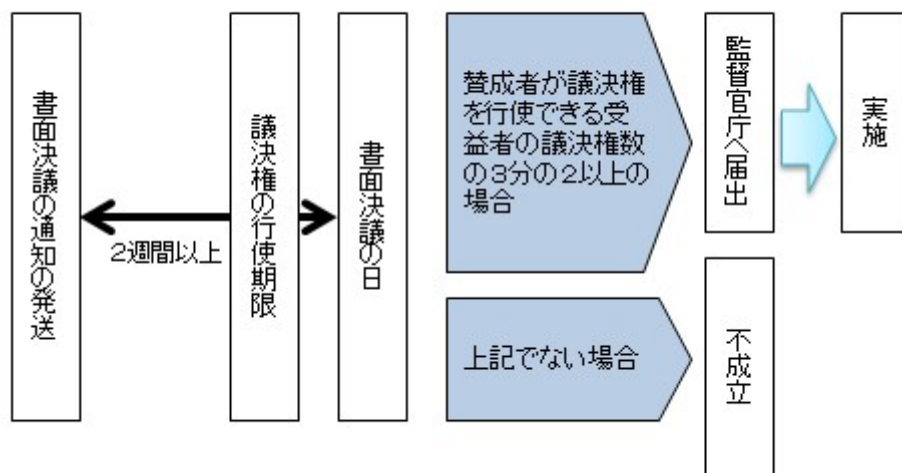 書面決議の通知の発送
2週間以上
議決権の行使期限
書面決議の日
賛成者が議決権
を行使できる受
益者の議決権数
の3分の2以上の
場合
監督官庁へ届出
実施
上記でない場合
不成立